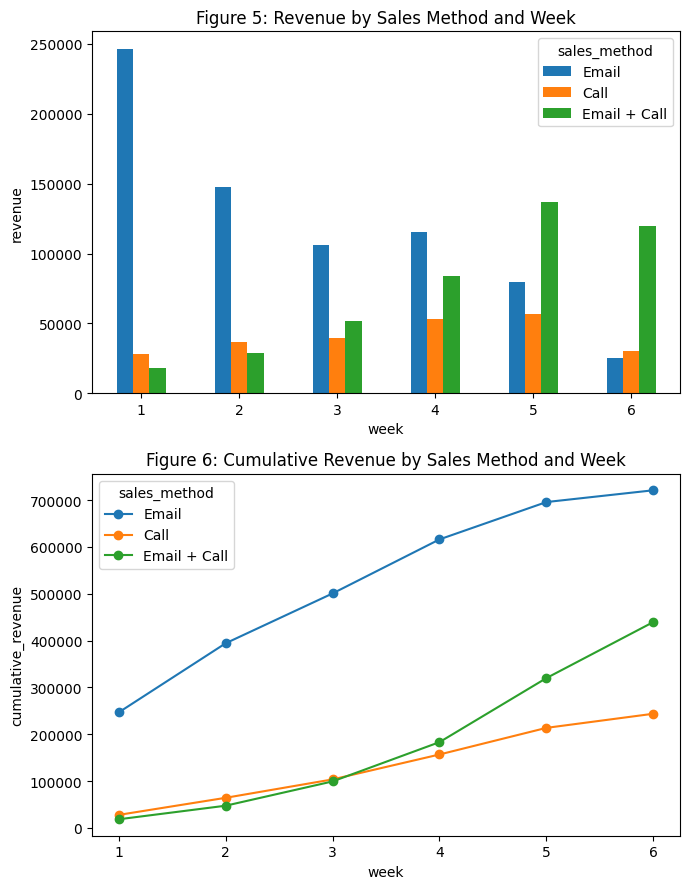 Figure 5: Revenue by Sales Method and Week
250000
200000
150000
100000
50000
0
revenue
sales_method
Email
Call
Email + Call
1 2 3 4 5 6
week
Figure 6: Cumulative Revenue by Sales Method and Week
700000
600000
500000
400000
300000
200000
100000
0
cumulative_revenue
sales_method
Email
Call
Email + Call
1 2 3 4 5 6
week